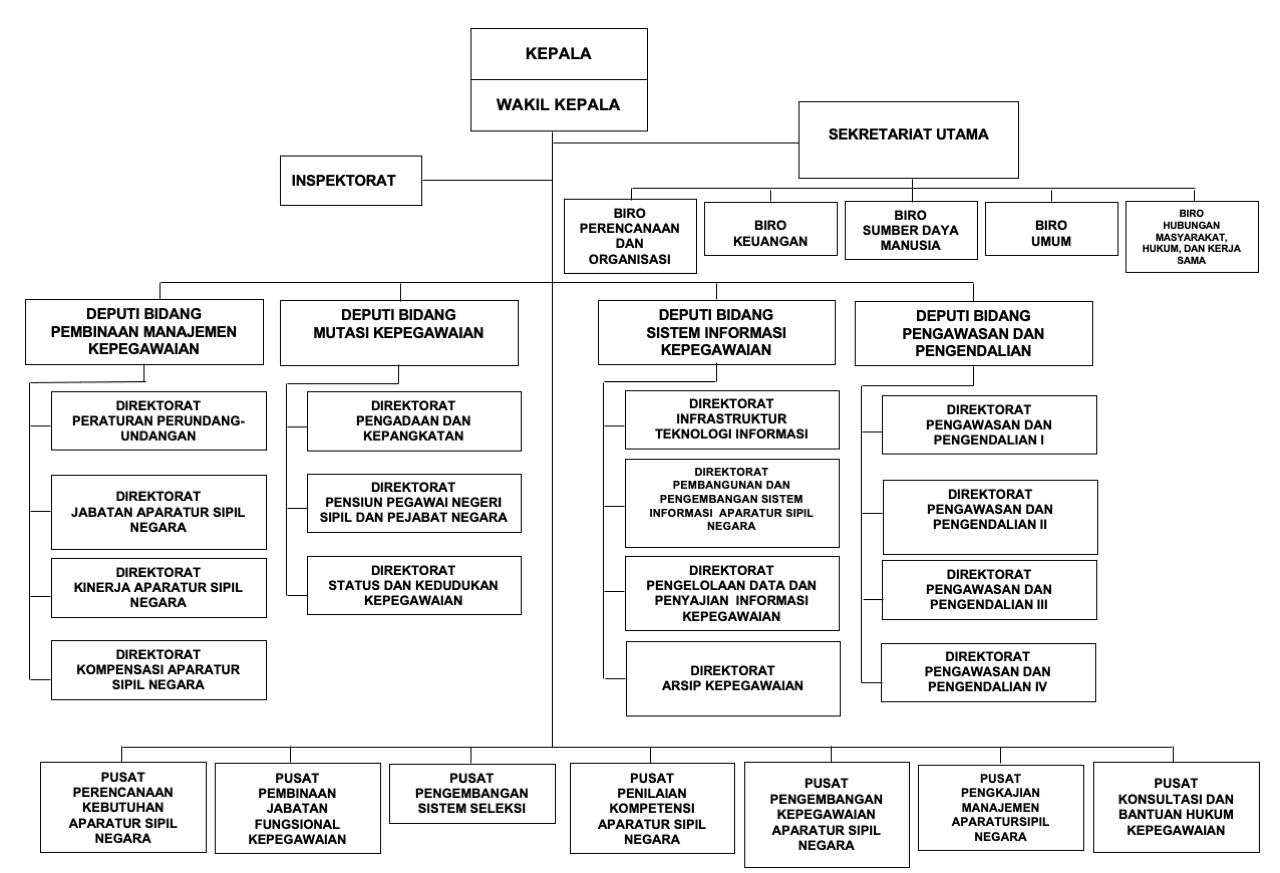 KEPALA
WAKIL KEPALA
SEKRETARIAT UTAMA
INSPEKTORAT
BIRO
PERENCANAAN
DAN
ORGANISASI
BIRO
KEUANGAN
BIRO
SUMBER DAYA
MANUSIA
BIRO
UMUM
BIRO
HUBUNGAN
MASYARAKAT,
HUKUM, DAN KERJA
SAMA
DEPUTI BIDANG
PEMBINAAN MANAJEMEN
KEPEGAWAIAN
DEPUTI BIDANG
MUTASI KEPEGAWAIAN
DEPUTI BIDANG
SISTEM INFORMASI
KEPEGAWAIAN
DEPUTI BIDANG
PENGAWASAN DAN
PENGENDALIAN
DIREKTORAT
PERATURAN PERUNDANG-
UNDANGAN
DIREKTORAT
JABATAN APARATUR SIPIL
NEGARA
DIREKTORAT
KINERJA APARATUR SIPIL
NEGARA
DIREKTORAT
KOMPENSASI APARATUR
SIPIL NEGARA
DIREKTORAT
PENGADAAN DAN
KEPANGKATAN
DIREKTORAT
PENSIUN PEGAWAI NEGERI
SIPIL DAN PEJABAT NEGARA
DIREKTORAT
STATUS DAN KEDUDUKAN
KEPEGAWAIAN
DIREKTORAT
INFRASTRUKTUR
TEKNOLOGI INFORMASI
DIREKTORAT
PEMBANGUNAN DAN
PENGEMBANGAN SISTEM
INFORMASI APARATUR SIPIL
NEGARA
DIREKTORAT
PENGELOLAAN DATA DAN
PENYAJIAN INFORMASI
KEPEGAWAIAN
DIREKTORAT
ARSIP KEPEGAWAIAN
DIREKTORAT
PENGAWASAN DAN
PENGENDALIAN I
DIREKTORAT
PENGAWASAN DAN
PENGENDALIAN II
DIREKTORAT
PENGAWASAN DAN
PENGENDALIAN III
DIREKTORAT
PENGAWASAN DAN
PENGENDALIAN IV
PUSAT
PERENCANAAN
KEBUTUHAN
APARATUR SIPIL
NEGARA
PUSAT
PEMBINAAN
JABATAN
FUNGSIONAL
KEPEGAWAIAN
PUSAT
PENGEMBANGAN
SISTEM SELEKSI
PUSAT
PENILAIAN
KOMPETENSI
APARATUR SIPIL
NEGARA
PUSAT
PENGEMBANGAN
KEPEGAWAIAN
APARATUR SIPIL
NEGARA
PUSAT
PENGKAJIAN
MANAJEMEN
APARATURSIPIL
NEGARA
PUSAT
KONSULTASI DAN
BANTUAN HUKUM
KEPEGAWAIAN